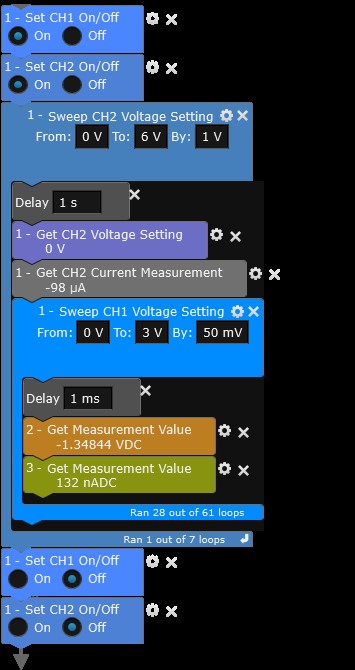 1 - Set CH1 On/Off
On Off
1 - Set CH2 On/Off
On Off
1 - Sweep CH2 Voltage Setting
From: 0 V To: 6 V By: 1 V
Delay 1 s
1 - Get CH2 Voltage Setting
0 V
1 - Get CH2 Current Measurement
-98 µA
1 - Sweep CH1 Voltage Setting
From: 0 V To: 3 V By: 50 mV
Delay 1 ms
2 - Get Measurement Value
-1.34844 VDC
3 - Get Measurement Value
132 nADC
Ran 28 out of 61 loops
Ran 1 out of 7 loops
1 - Set CH1 On/Off
On Off
1 - Set CH2 On/Off
On Off